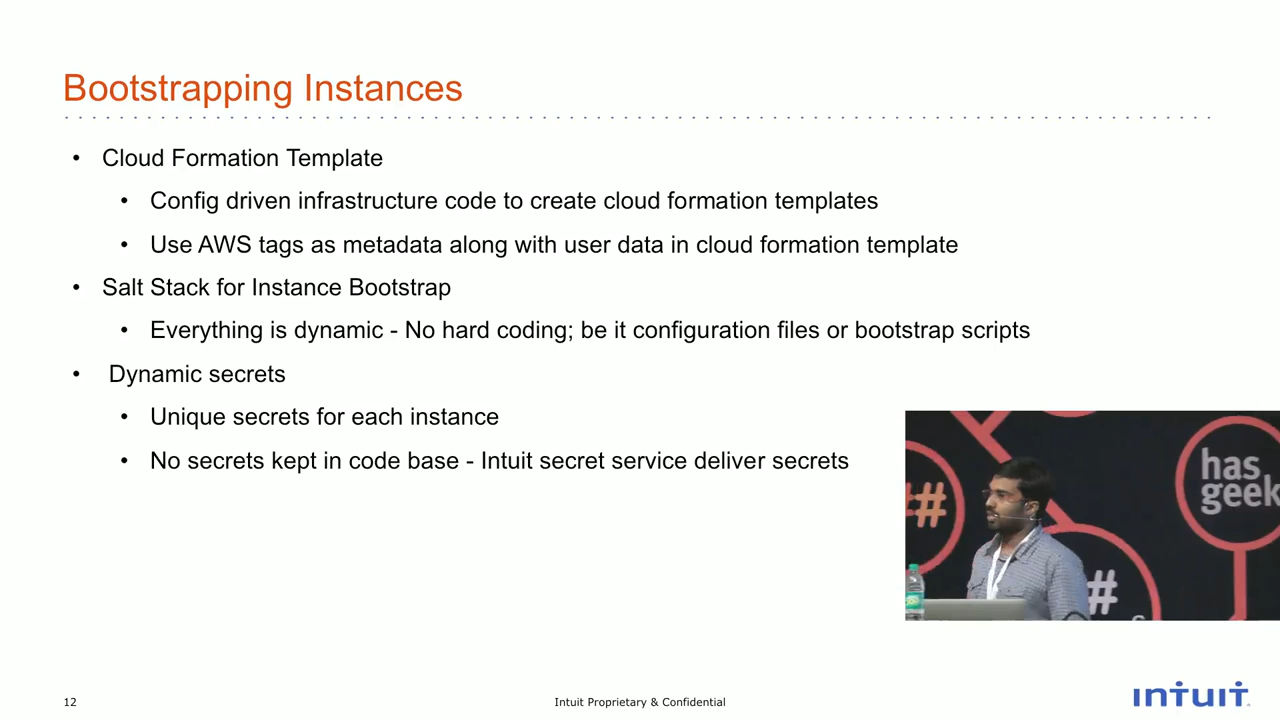 Bootstrapping Instances
• Cloud Formation Template
• Config driven infrastructure code to create cloud formation templates
• Use AWS tags as metadata along with user data in cloud formation template
• Salt Stack for Instance Bootstrap
• Everything is dynamic - No hard coding; be it configuration files or bootstrap scripts
• Dynamic secrets
• Unique secrets for each instance
• No secrets kept in code base - Intuit secret service deliver secrets
has
geek
##
#
12
Intuit Proprietary & Confidential
INTUIT